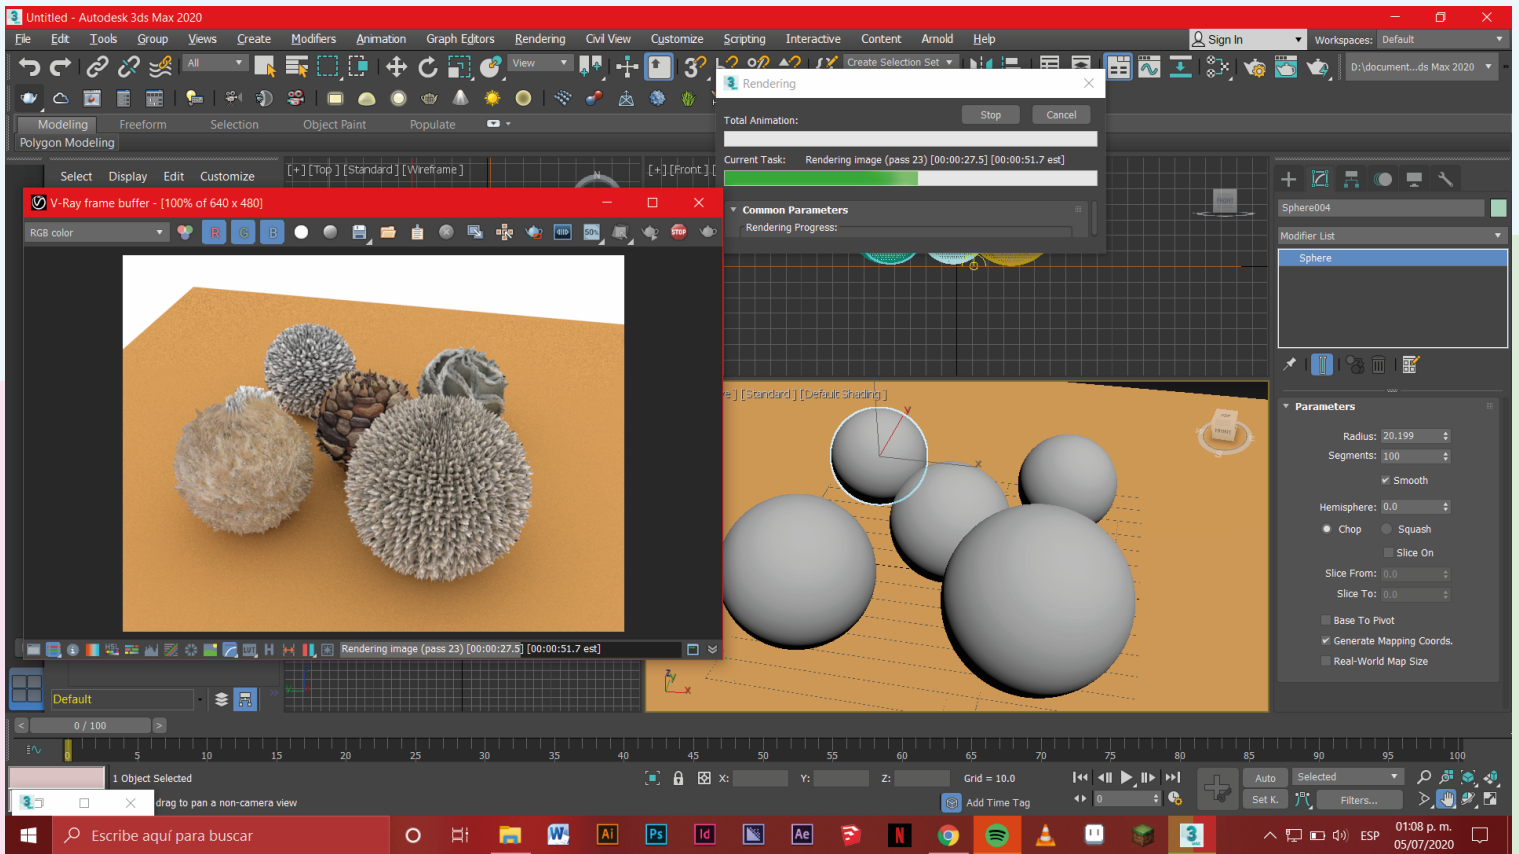 Untitled - Autodesk 3ds Max 2020
File Edit Tools Group Views Create Modifiers Animation Graph Editors Rendering Civil View Customize Scripting Interactive Content Arnold Help
Sign In
Workspaces: Default
All
View
Create Selection Set
D:\document...ds Max 2020
Modeling Freeform Selection Object Paint Populate
Polygon Modeling
Rendering
Total Animation:
Stop
Cancel
Current Task: Rendering image (pass 23) [00:00:27.5] [00:00:51.7 est]
Common Parameters
Rendering Progress:
Select Display Edit Customize
[+] [Top ] [Standard ] [Wireframe ]
[+] [Front ]
V-Ray frame buffer - [100% of 640 x 480]
RGB color
R G B
50%
STOP
Rendering image (pass 23) [00:00:27.5] [00:00:51.7 est]
[Standard ] [Default Shading ]
FRONT
Y
X
Sphere004
Modifier List
Sphere
Parameters
Radius: 20.199
Segments: 100
Smooth
Hemisphere: 0.0
Chop Squash
Slice On
Slice From: 0.0
Slice To: 0.0
Base To Pivot
Generate Mapping Coords.
Real-World Map Size
Default
0 / 100
0 5 10 15 20 25 30 35 40 45 50 55 60 65 70 75 80 85 90 95 100
1 Object Selected
X: Y: Z: Grid = 10.0
Auto Selected
drag to pan a non-camera view
Add Time Tag
0
Set K. Filters...
Escribe aquí para buscar
Ai Ps Id Ae N 3
ESP
01:08 p. m.
05/07/2020